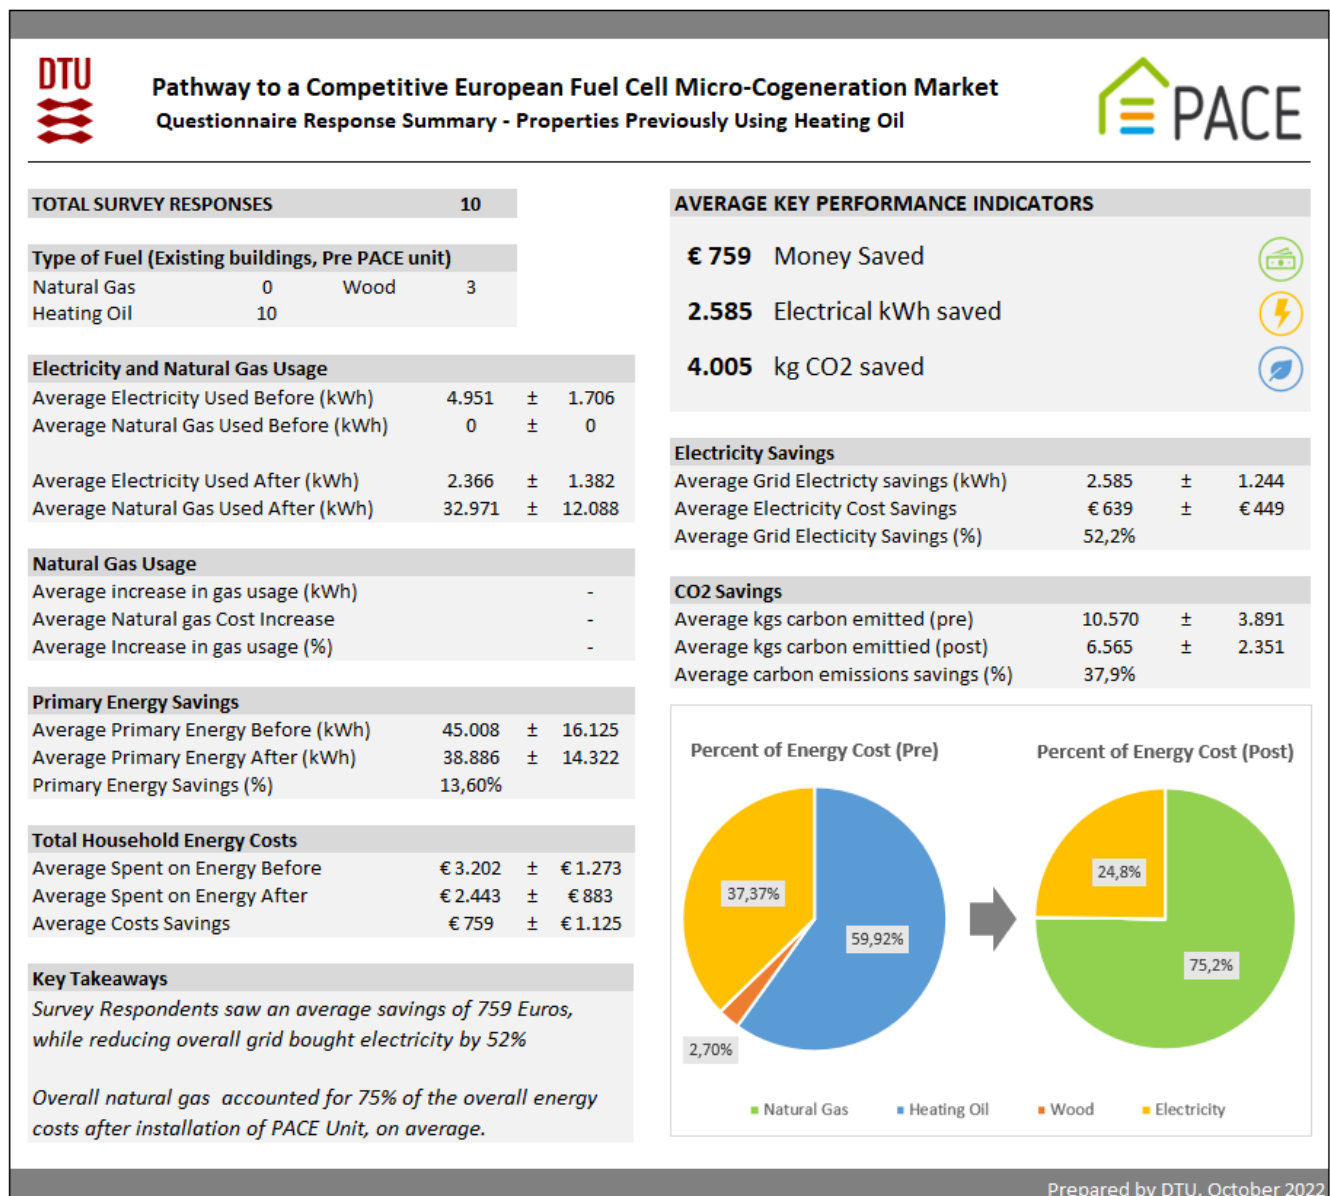 DTU
Pathway to a Competitive European Fuel Cell Micro-Cogeneration Market
Questionnaire Response Summary - Properties Previously Using Heating Oil
PACE
TOTAL SURVEY RESPONSES 10
Type of Fuel (Existing buildings, Pre PACE unit)
Natural Gas 0 Wood 3
Heating Oil 10
Electricity and Natural Gas Usage
Average Electricity Used Before (kWh) 4.951 ± 1.706
Average Natural Gas Used Before (kWh) 0 ± 0
Average Electricity Used After (kWh) 2.366 ± 1.382
Average Natural Gas Used After (kWh) 32.971 ± 12.088
Natural Gas Usage
Average increase in gas usage (kWh) -
Average Natural gas Cost Increase -
Average Increase in gas usage (%) -
Primary Energy Savings
Average Primary Energy Before (kWh) 45.008 ± 16.125
Average Primary Energy After (kWh) 38.886 ± 14.322
Primary Energy Savings (%) 13,60%
Total Household Energy Costs
Average Spent on Energy Before € 3.202 ± € 1.273
Average Spent on Energy After € 2.443 ± € 883
Average Costs Savings € 759 ± € 1.125
Key Takeaways
Survey Respondents saw an average savings of 759 Euros,
while reducing overall grid bought electricity by 52%
Overall natural gas accounted for 75% of the overall energy
costs after installation of PACE Unit, on average.
AVERAGE KEY PERFORMANCE INDICATORS
€ 759 Money Saved
2.585 Electrical kWh saved
4.005 kg CO2 saved
Electricity Savings
Average Grid Electricty savings (kWh) 2.585 ± 1.244
Average Electricity Cost Savings € 639 ± € 449
Average Grid Electicity Savings (%) 52,2%
CO2 Savings
Average kgs carbon emitted (pre) 10.570 ± 3.891
Average kgs carbon emittied (post) 6.565 ± 2.351
Average carbon emissions savings (%) 37,9%
Percent of Energy Cost (Pre)
37,37%
59,92%
2,70%
Percent of Energy Cost (Post)
24,8%
75,2%
Natural Gas Heating Oil Wood Electricity
Prepared by DTU, October 2022